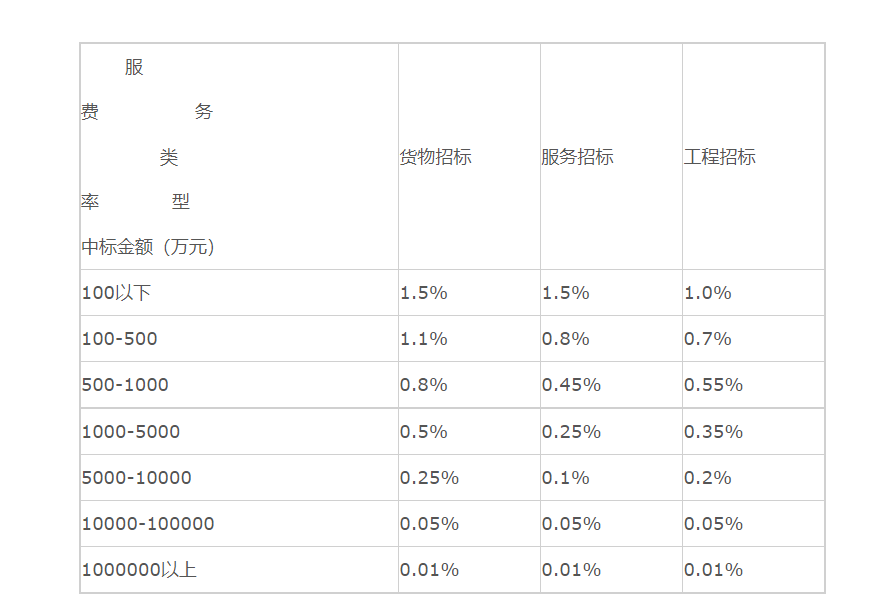 服
费 务
类
率 型
中标金额（万元） 货物招标 服务招标 工程招标
100以下 1.5% 1.5% 1.0%
100-500 1.1% 0.8% 0.7%
500-1000 0.8% 0.45% 0.55%
1000-5000 0.5% 0.25% 0.35%
5000-10000 0.25% 0.1% 0.2%
10000-100000 0.05% 0.05% 0.05%
1000000以上 0.01% 0.01% 0.01%